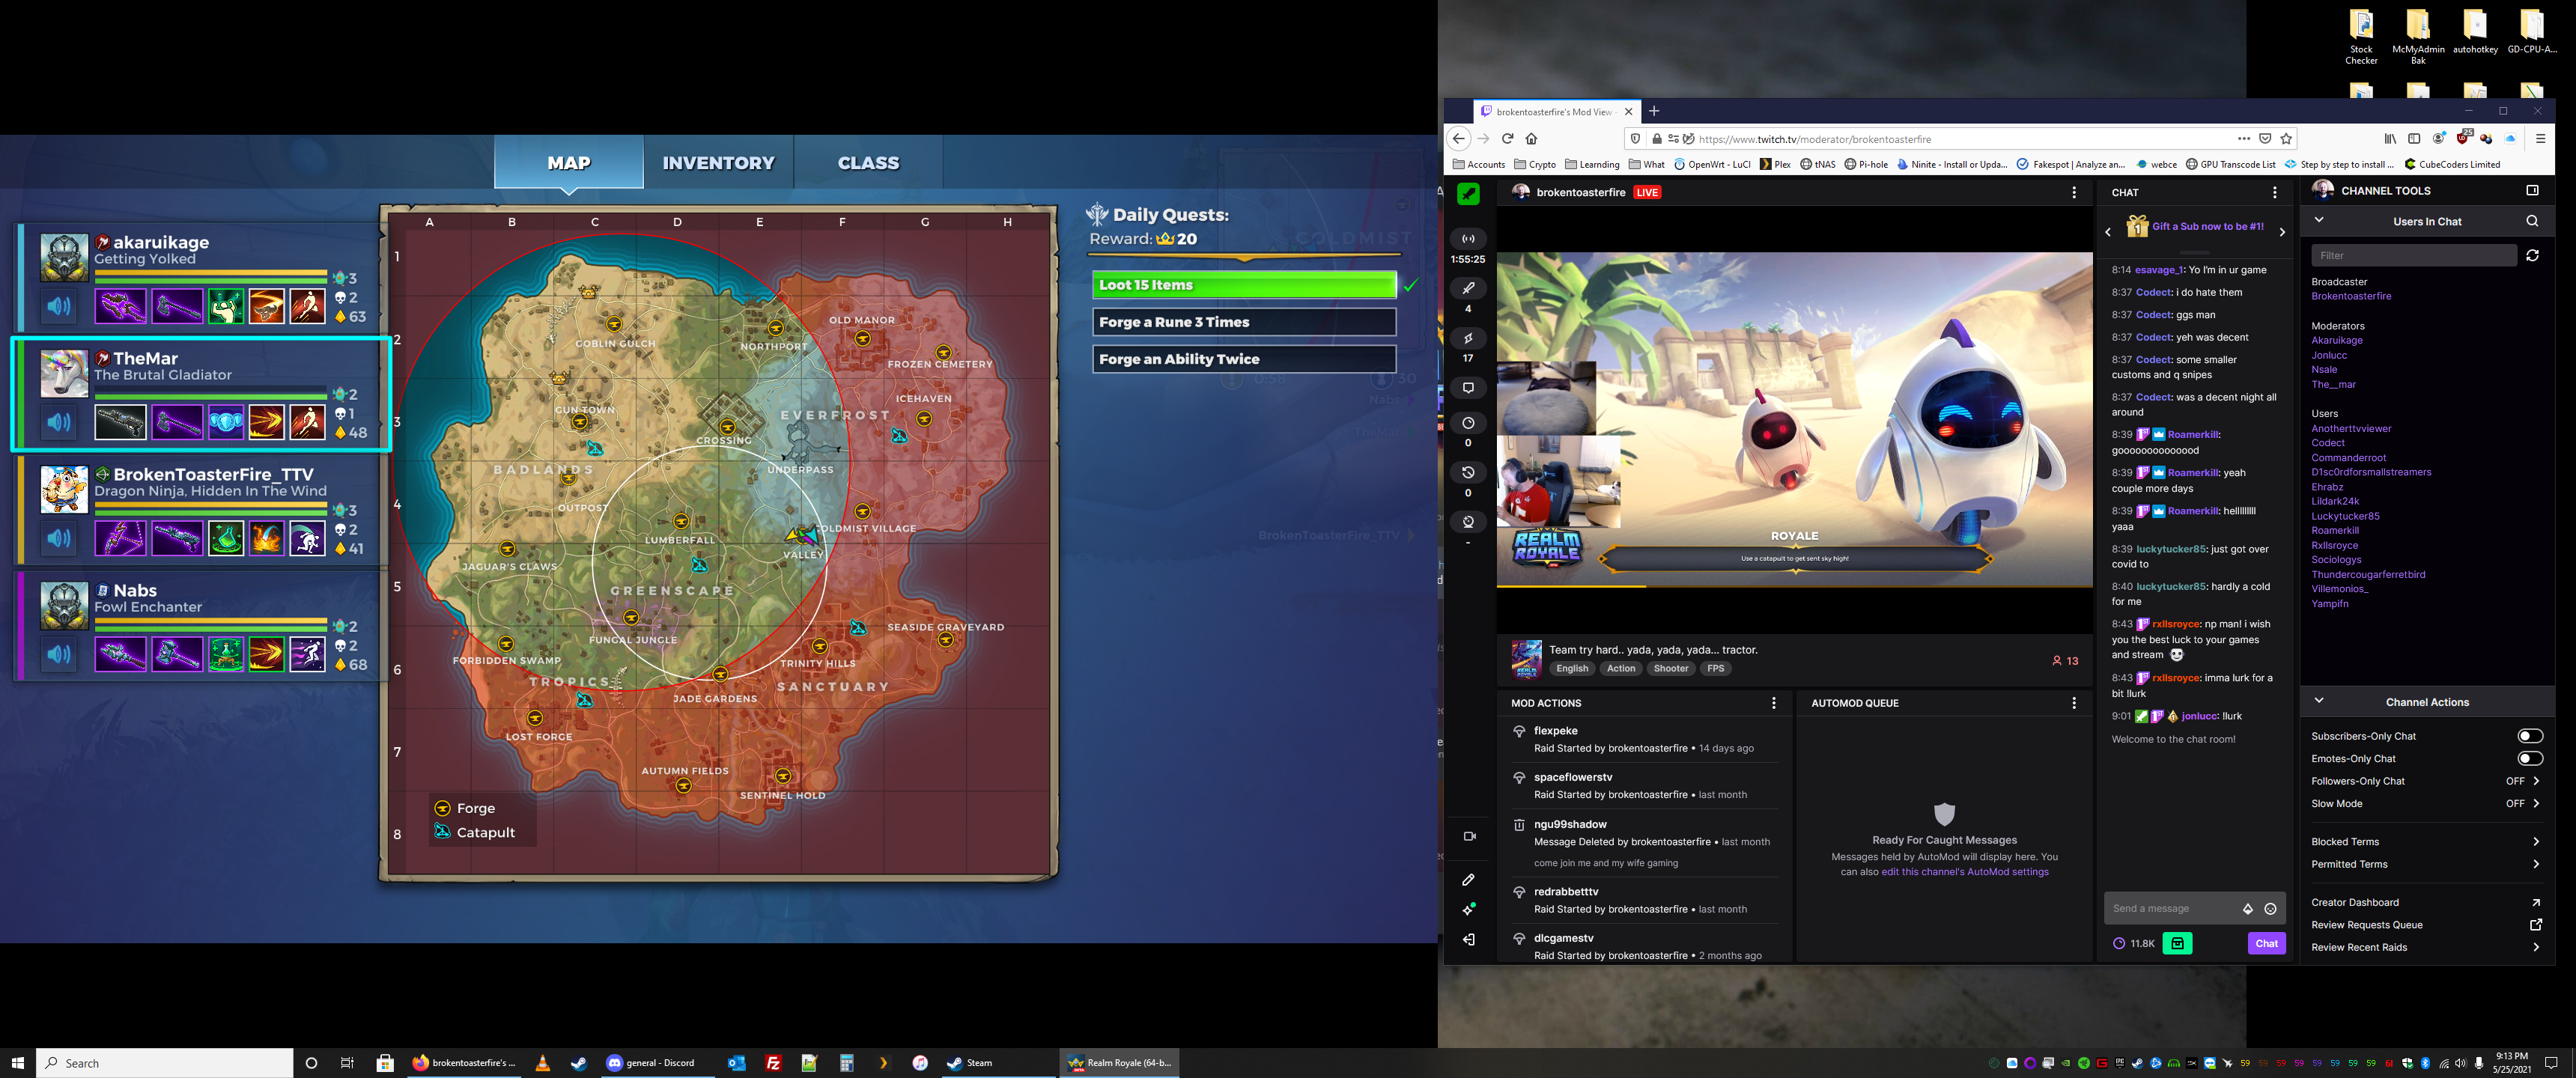 MAP
INVENTORY
CLASS
akaruikage
Getting Yolked
3
2
63
TheMar
The Brutal Gladiator
2
1
48
BrokenToasterFire_TTV
Dragon Ninja, Hidden In The Wind
3
2
41
Nabs
Fowl Enchanter
2
2
68
A B C D E F G H
1
2
3
4
5
6
7
8
GOBLIN GULCH
NORTHPORT
OLD MANOR
FROZEN CEMETERY
GUN TOWN
CROSSING
EVERFROST
ICEHAVEN
UNDERPASS
BADLANDS
OUTPOST
LUMBERFALL
COLDMIST VILLAGE
VALLEY
JAGUAR'S CLAWS
GREENSCAPE
FUNGAL JUNGLE
SEASIDE GRAVEYARD
FORBIDDEN SWAMP
TRINITY HILLS
TROPICS
JADE GARDENS
SANCTUARY
LOST FORGE
AUTUMN FIELDS
SENTINEL HOLD
Forge
Catapult
Daily Quests:
Reward: 20
Loot 15 Items
Forge a Rune 3 Times
Forge an Ability Twice
COLDMIST
0:58
30
Nabs
TheMar
BrokenToasterFire_TTV
Stock Checker
McMyAdmin Bak
autohotkey
GD-CPU-A...
brokentoasterfire's Mod View -
https://www.twitch.tv/moderator/brokentoasterfire
25
Accounts
Crypto
Learnding
What
OpenWrt - LuCI
Plex
tNAS
Pi-hole
Ninite - Install or Upda...
Fakespot | Analyze an...
webce
GPU Transcode List
Step by step to install ...
CubeCoders Limited
1:55:25
4
17
0
0
-
brokentoasterfire LIVE
REALM ROYALE
ROYALE
Use a catapult to get sent sky high!
Team try hard.. yada, yada, yada... tractor.
English Action Shooter FPS
13
MOD ACTIONS
flexpeke
Raid Started by brokentoasterfire • 14 days ago
spaceflowerstv
Raid Started by brokentoasterfire • last month
ngu99shadow
Message Deleted by brokentoasterfire • last month
come join me and my wife gaming
redrabbetttv
Raid Started by brokentoasterfire • last month
dlcgamestv
Raid Started by brokentoasterfire • 2 months ago
AUTOMOD QUEUE
Ready For Caught Messages
Messages held by AutoMod will display here. You
can also edit this channel's AutoMod settings
CHAT
1
Gift a Sub now to be #1!
8:14 esavage_1: Yo I'm in ur game
8:37 Codect: i do hate them
8:37 Codect: ggs man
8:37 Codect: yeh was decent
8:37 Codect: some smaller
customs and q snipes
8:37 Codect: was a decent night all
around
8:39 Roamerkill:
goooooooooooood
8:39 Roamerkill: yeah
couple more days
8:39 Roamerkill: hellllllllll
yaaa
8:39 luckytucker85: just got over
covid to
8:40 luckytucker85: hardly a cold
for me
8:43 rxllsroyce: np man! i wish
you the best luck to your games
and stream
8:43 rxllsroyce: imma lurk for a
bit !lurk
9:01 jonlucc: !lurk
Welcome to the chat room!
Send a message
11.8K
Chat
CHANNEL TOOLS
Users In Chat
Filter
Broadcaster
Brokentoasterfire
Moderators
Akaruikage
Jonlucc
Nsale
The__mar
Users
Anotherttvviewer
Codect
Commanderroot
D1sc0rdforsmallstreamers
Ehrabz
Lildark24k
Luckytucker85
Roamerkill
Rxllsroyce
Sociologys
Thundercougarferretbird
Villemonios_
Yampifn
Channel Actions
Subscribers-Only Chat
Emotes-Only Chat
Followers-Only Chat OFF
Slow Mode OFF
Blocked Terms
Permitted Terms
Creator Dashboard
Review Requests Queue
Review Recent Raids
Search
brokentoasterfire's ...
general - Discord
Steam
Realm Royale (64-b...
59 59 59 59 59 59 59 59 61
9:13 PM
5/25/2021